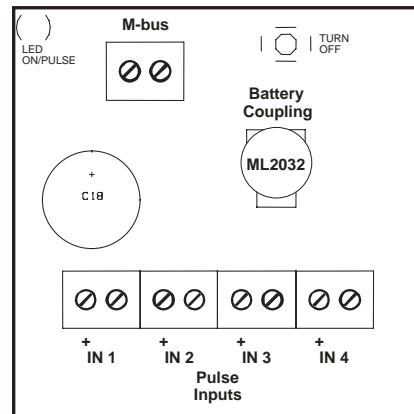 M-bus
LED
ON/PULSE
TURN
OFF
Battery
Coupling
ML2032
+
B1C
+ + + +
IN 1 IN 2 IN 3 IN 4
Pulse
Inputs